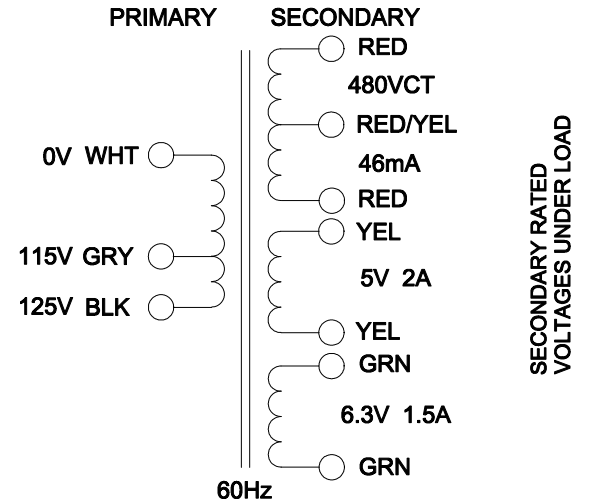 PRIMARY
SECONDARY
0V WHT
115V GRY
125V BLK
RED
480VCT
RED/YEL
46mA
RED
YEL
5V 2A
YEL
GRN
6.3V 1.5A
GRN
60Hz
SECONDARY RATED
VOLTAGES UNDER LOAD